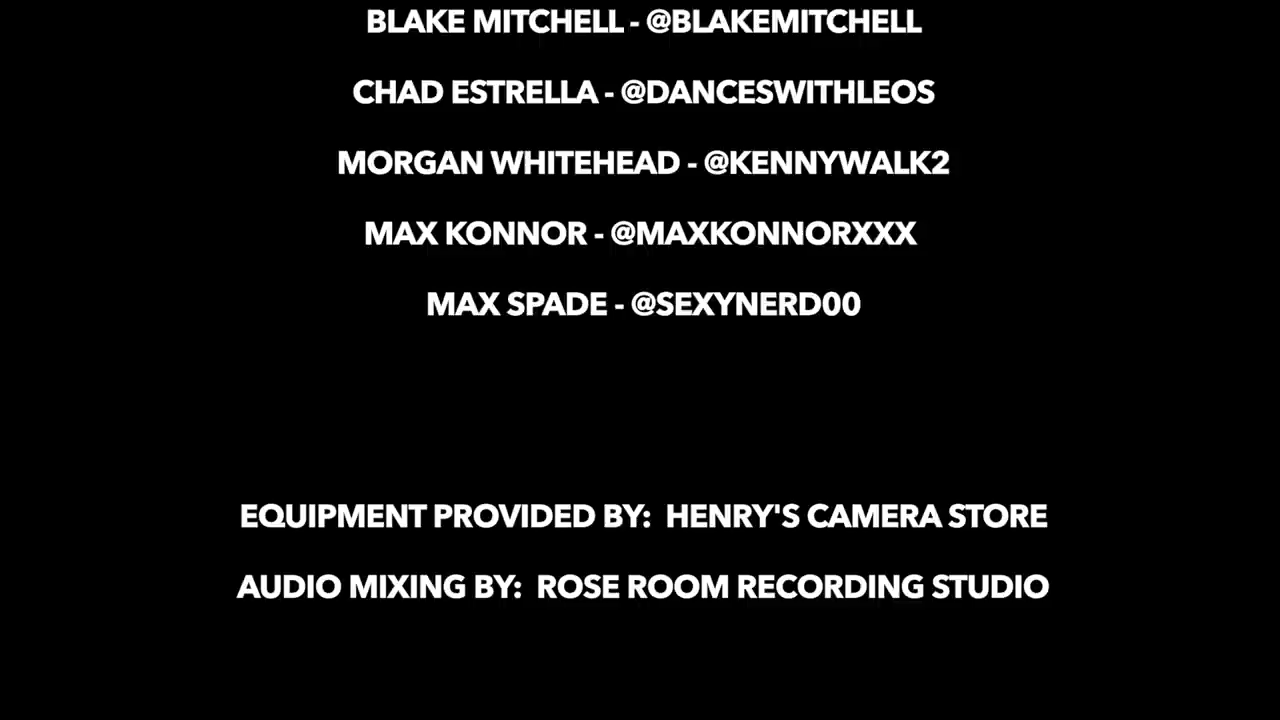 BLAKE MITCHELL - @BLAKEMITCHELL
CHAD ESTRELLA - @DANCESWITHLEOS
MORGAN WHITEHEAD - @KENNYWALK2
MAX KONNOR - @MAXKONNORXXX
MAX SPADE - @SEXYNERD00
EQUIPMENT PROVIDED BY: HENRY'S CAMERA STORE
AUDIO MIXING BY: ROSE ROOM RECORDING STUDIO